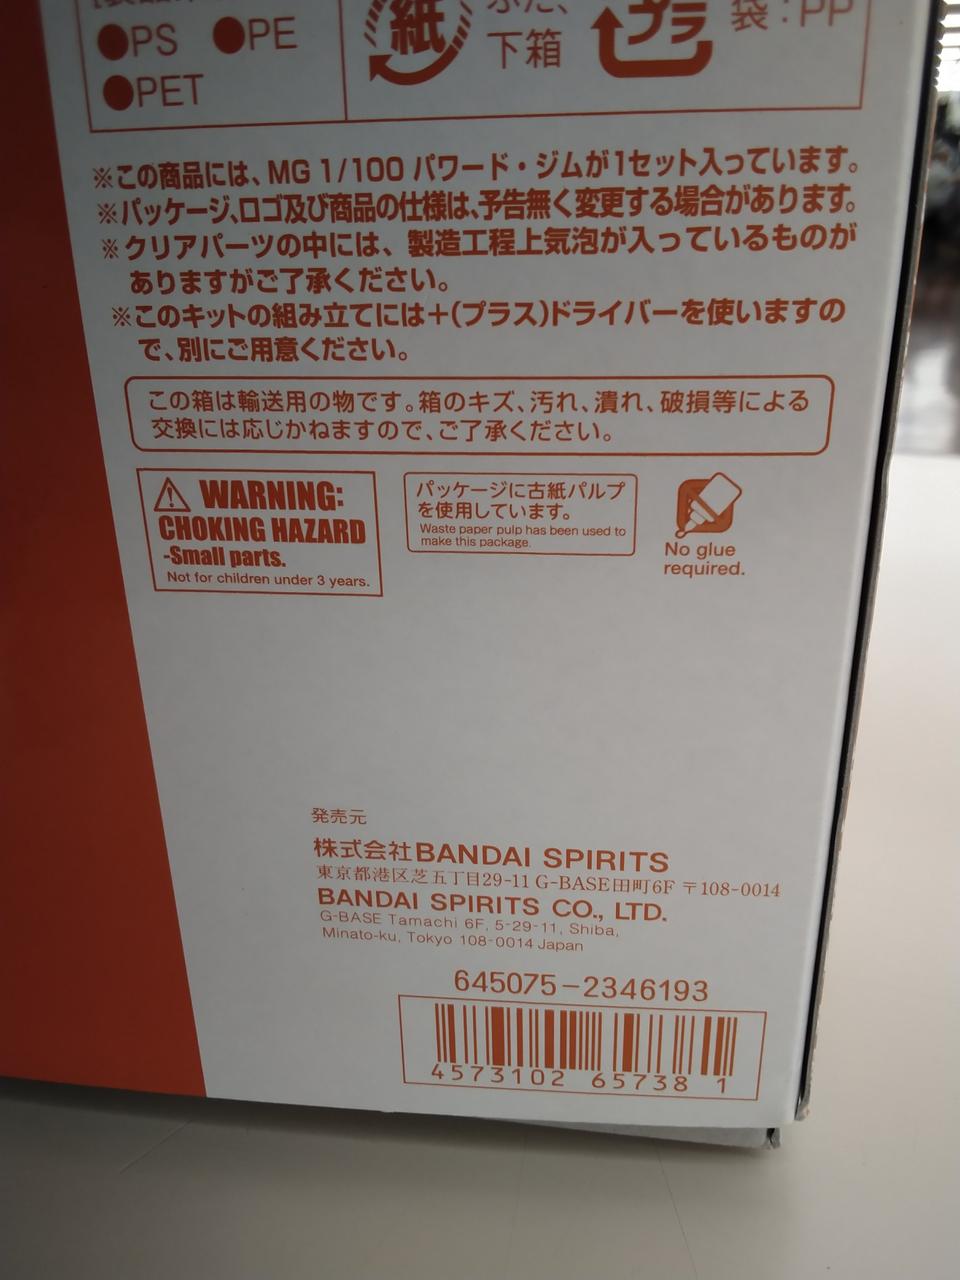 ●PS ●PE
●PET
紙
下箱
プラ
袋:PP
※この商品には、MG 1/100 パワード・ジムが1セット入っています。
※パッケージ、ロゴ及び商品の仕様は、予告無く変更する場合があります。
※クリアパーツの中には、製造工程上気泡が入っているものが
ありますがご了承ください。
※このキットの組み立てには+(プラス)ドライバーを使いますの
で、別にご用意ください。
この箱は輸送用の物です。箱のキズ、汚れ、潰れ、破損等による
交換には応じかねますので、ご了承ください。
WARNING:
CHOKING HAZARD
-Small parts.
Not for children under 3 years.
パッケージに古紙パルプ
を使用しています。
Waste paper pulp has been used to
make this package.
No glue
required.
発売元
株式会社BANDAI SPIRITS
東京都港区芝五丁目29-11 G-BASE田町6F 〒108-0014
BANDAI SPIRITS CO., LTD.
G-BASE Tamachi 6F, 5-29-11, Shiba,
Minato-ku, Tokyo 108-0014 Japan
645075-2346193
4573102 65738 1